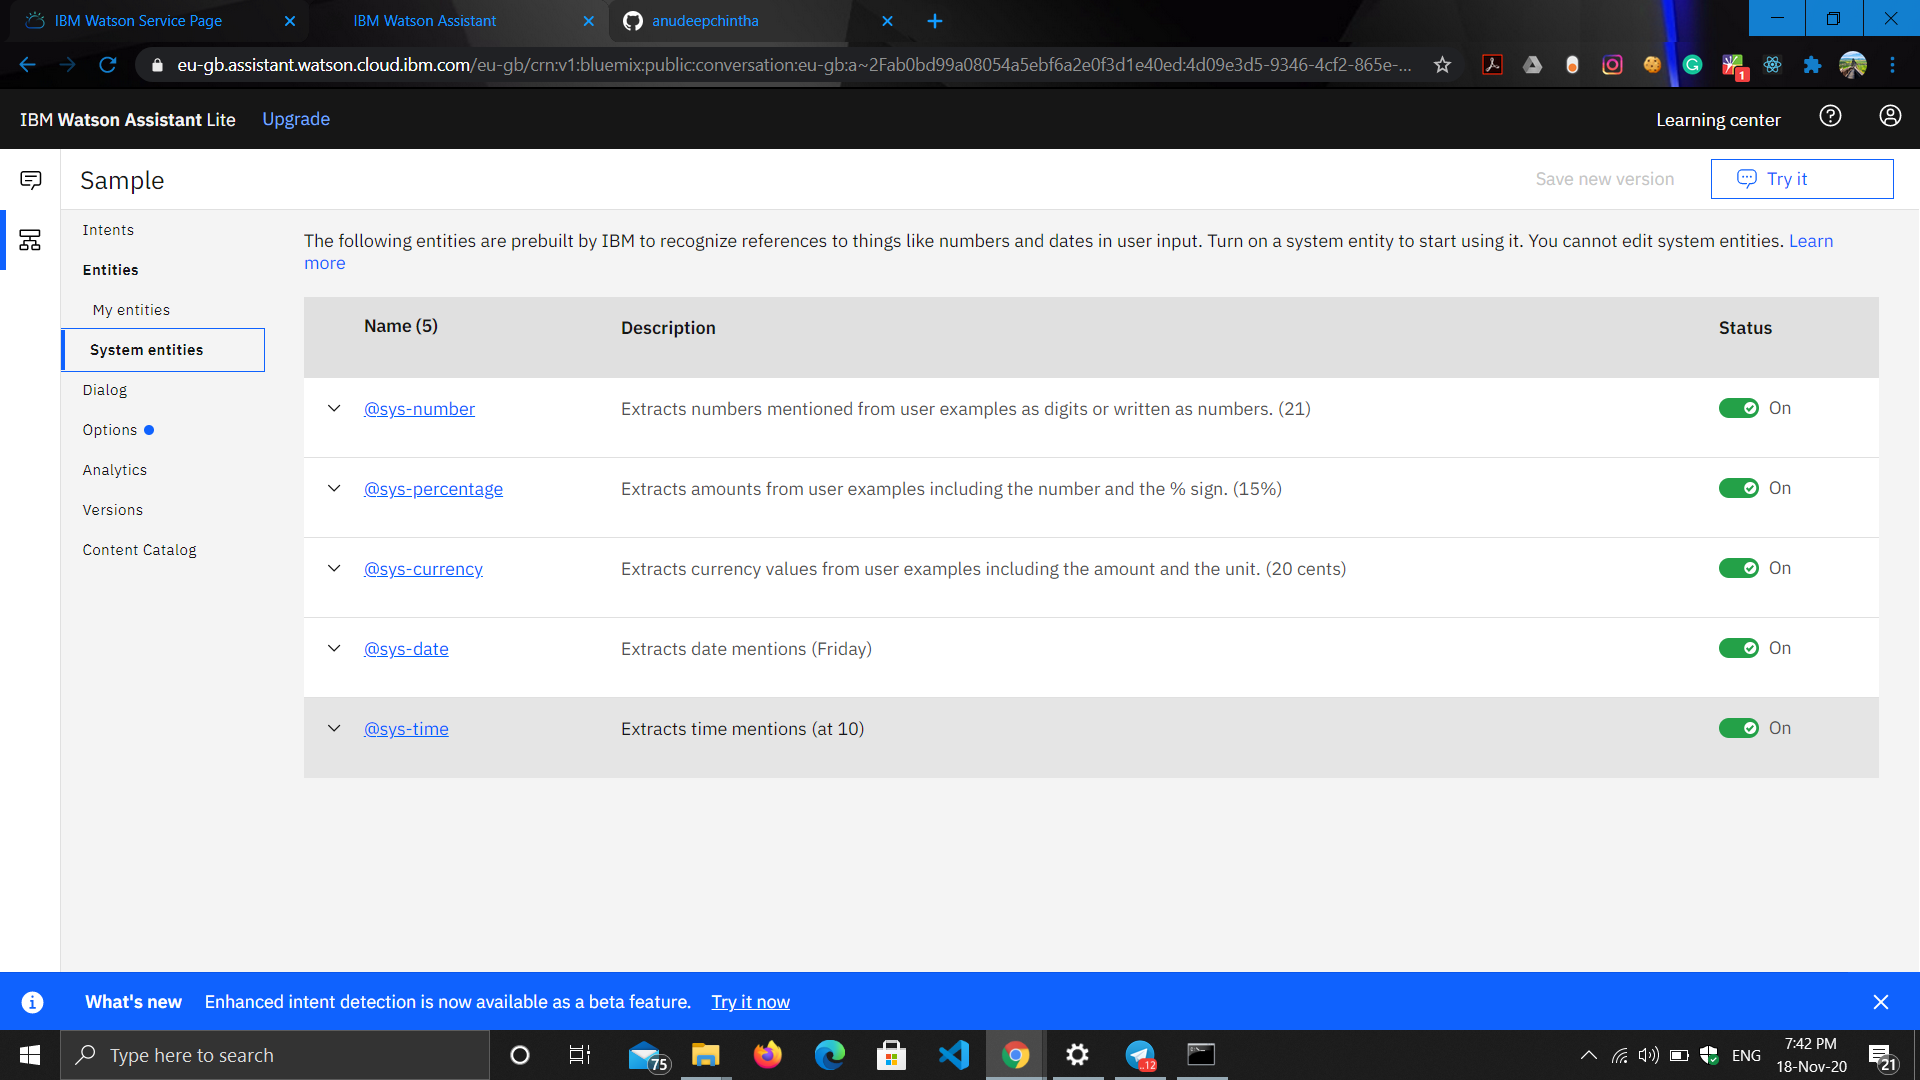 IBM Watson Service Page
IBM Watson Assistant
anudeepchintha
eu-gb.assistant.watson.cloud.ibm.com/eu-gb/crn:v1:bluemix:public:conversation:eu-gb:a~2Fab0bd99a08054a5ebf6a2e0f3d1e40ed:4d09e3d5-9346-4cf2-865e-...
1
IBM Watson Assistant Lite
Upgrade
Learning center
Sample
Save new version
Try it
Intents
Entities
My entities
System entities
Dialog
Options
Analytics
Versions
Content Catalog
The following entities are prebuilt by IBM to recognize references to things like numbers and dates in user input. Turn on a system entity to start using it. You cannot edit system entities. Learn
more
Name (5)
Description
Status
@sys-number
Extracts numbers mentioned from user examples as digits or written as numbers. (21)
On
@sys-percentage
Extracts amounts from user examples including the number and the % sign. (15%)
On
@sys-currency
Extracts currency values from user examples including the amount and the unit. (20 cents)
On
@sys-date
Extracts date mentions (Friday)
On
@sys-time
Extracts time mentions (at 10)
On
What's new
Enhanced intent detection is now available as a beta feature.
Try it now
Type here to search
75
..12
ENG
7:42 PM
18-Nov-20
21